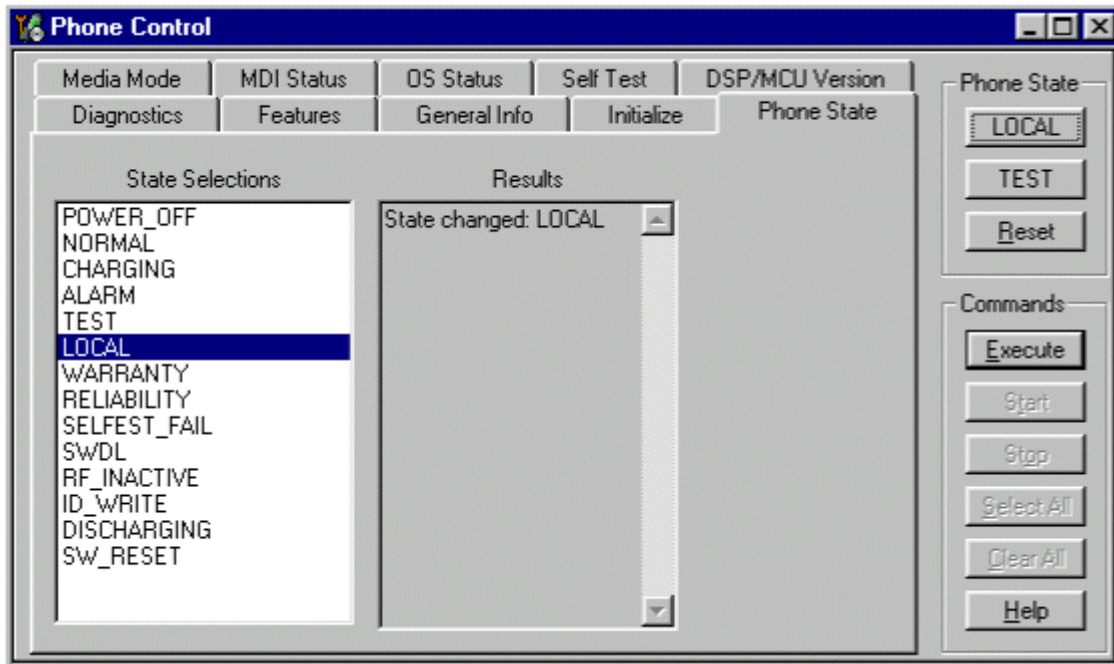 Phone Control
Media Mode MDI Status OS Status Self Test DSP/MCU Version
Diagnostics Features General Info Initialize Phone State
State Selections
POWER_OFF
NORMAL
CHARGING
ALARM
TEST
LOCAL
WARRANTY
RELIABILITY
SELFEST_FAIL
SWDL
RF_INACTIVE
ID_WRITE
DISCHARGING
SW_RESET
Results
State changed: LOCAL
Phone State
LOCAL
TEST
Reset
Commands
Execute
Start
Stop
Select All
Clear All
Help